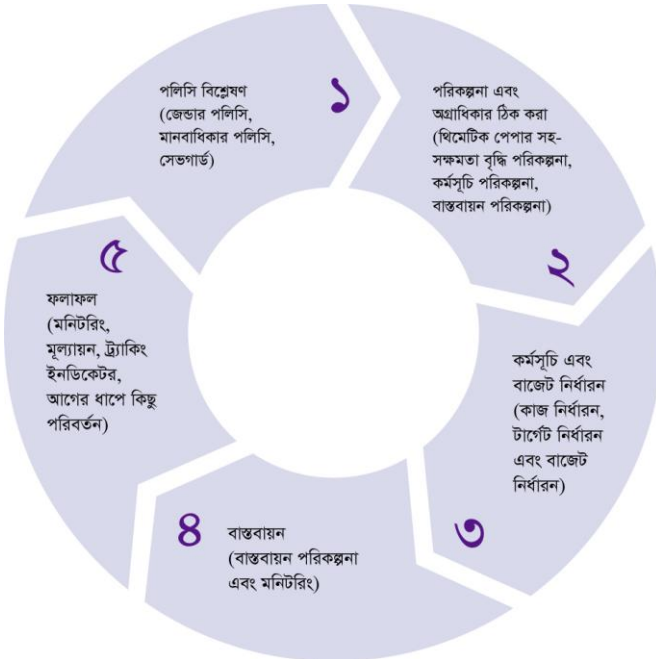 ১
পলিসি বিশ্লেষণ
(জেন্ডার পলিসি,
মানবাধিকার পলিসি,
সেভগার্ড)
২
পরিকল্পনা এবং
অগ্রাধিকার ঠিক করা
(থিমেটিক পেপার সহ-
সক্ষমতা বৃদ্ধি পরিকল্পনা,
কর্মসূচি পরিকল্পনা,
বাস্তবায়ন পরিকল্পনা)
৩
কর্মসূচি এবং
বাজেট নির্ধারন
(কাজ নির্ধারন,
টার্গেট নির্ধারন
এবং বাজেট
নির্ধারন)
৪
বাস্তবায়ন
(বাস্তবায়ন পরিকল্পনা
এবং মনিটরিং)
৫
ফলাফল
(মনিটরিং,
মূল্যায়ন, ট্র্যাকিং
ইনডিকেটর,
আগের ধাপে কিছু
পরিবর্তন)